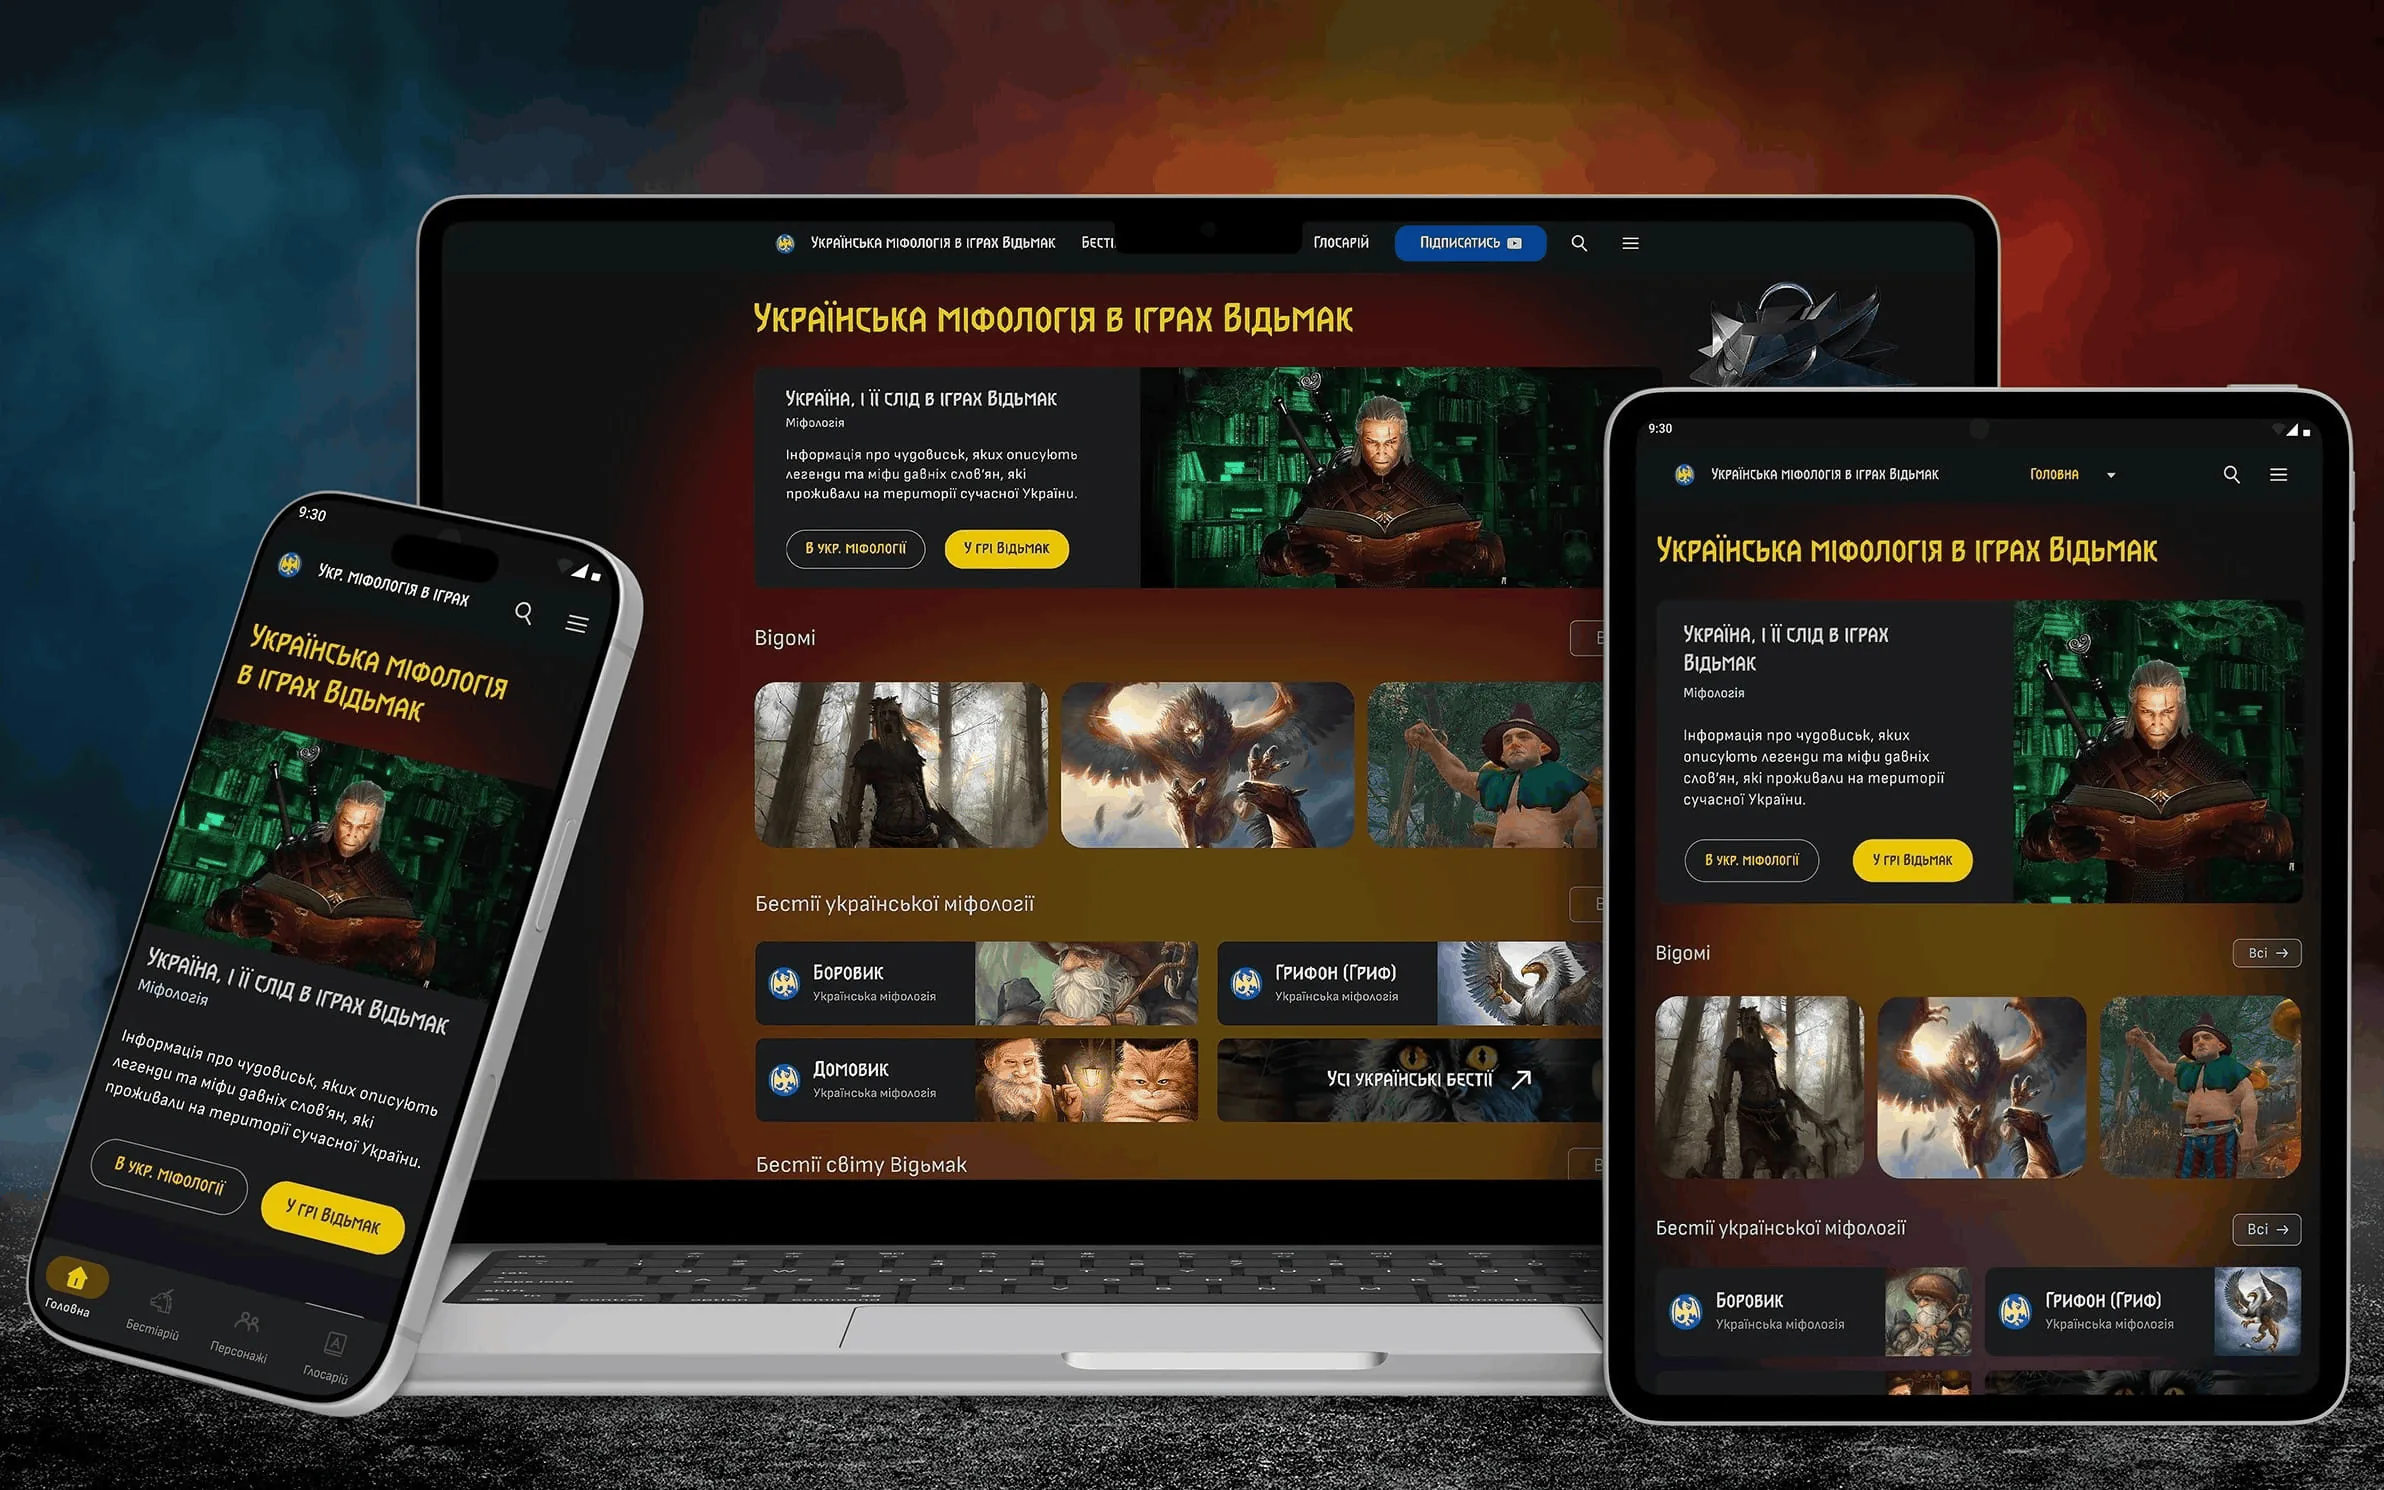 Українська міфологія в іграх Відьмак
Бесті
Глосарій
Підписатись
Українська міфологія в іграх Відьмак
Україна, і її слід в іграх Відьмак
Міфологія
Інформація про чудовиськ, яких описують
легенди та міфи давніх слов'ян, які
проживали на території сучасної України.
В укр. міфології
У грі Відьмак
Відомі
В
Бестії української міфології
В
Боровик
Українська міфологія
Грифон (Гриф)
Українська міфологія
Домовик
Українська міфологія
Усі українські бестії
Бестії світу Відьмак
В
9:30
Укр. міфологія в іграх
Українська міфологія
в іграх Відьмак
Україна, і її слід в іграх Відьмак
Міфологія
Інформація про чудовиськ, яких описують
легенди та міфи давніх слов'ян, які
проживали на території сучасної України.
В укр. міфології
У грі Відьмак
Головна
Бестіарій
Персонажі
Глосарій
9:30
Українська міфологія в іграх Відьмак
Головна
Українська міфологія в іграх Відьмак
Україна, і її слід в іграх
Відьмак
Міфологія
Інформація про чудовиськ, яких
описують легенди та міфи давніх
слов'ян, які проживали на території
сучасної України.
В укр. міфології
У грі Відьмак
Відомі
Всі →
Бестії української міфології
Всі →
Боровик
Українська міфологія
Грифон (Гриф)
Українська міфологія